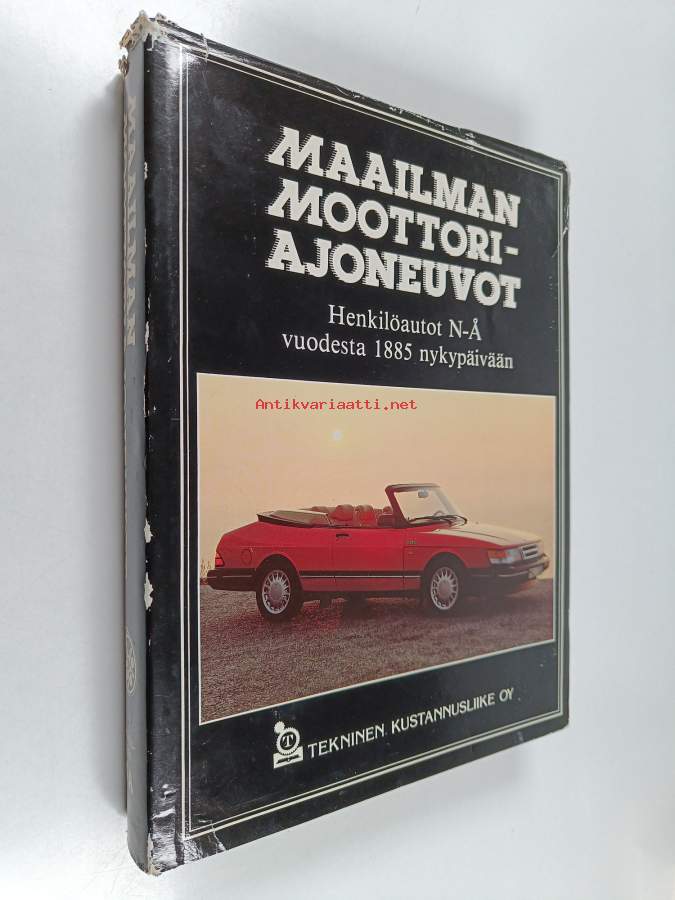 MAAILMAN
MAAILMAN
MOOTTORI-
AJONEUVOT
Henkilöautot N-Å
vuodesta 1885 nykypäivään
Antikvariaatti.net
T
TEKNINEN KUSTANNUSLIIKE OY